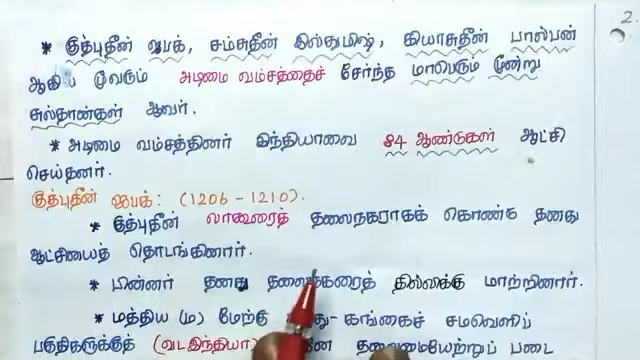 2.
* குத்புதீன் ஐபக், சம்சுதீன் இல்துமிஷ், கியாசுதீன் பால்பன்
ஆகிய மூவரும் அடிமை வம்சத்தைச் சேர்ந்த மாபெரும் மூன்று
சுல்தான்கள் ஆவர்.
* அடிமை வம்சத்தினர் இந்தியாவை 84 ஆண்டுகள் ஆட்சி
செய்தனர்.
குத்புதீன் ஐபக்: (1206 - 1210).
* குத்புதீன் லாகூரைத் தலைநகராகக் கொண்டு தனது
ஆட்சியைத் தொடங்கினார்.
* பின்னர் தனது தலைநகரைத் தில்லிக்கு மாற்றினார்.
* மத்திய (ம) மேற்கு கங்கைச் சமவெளிப்
பகுதிகளுக்குத் (வடஇந்தியா) தலைமையேற்றுப் படை